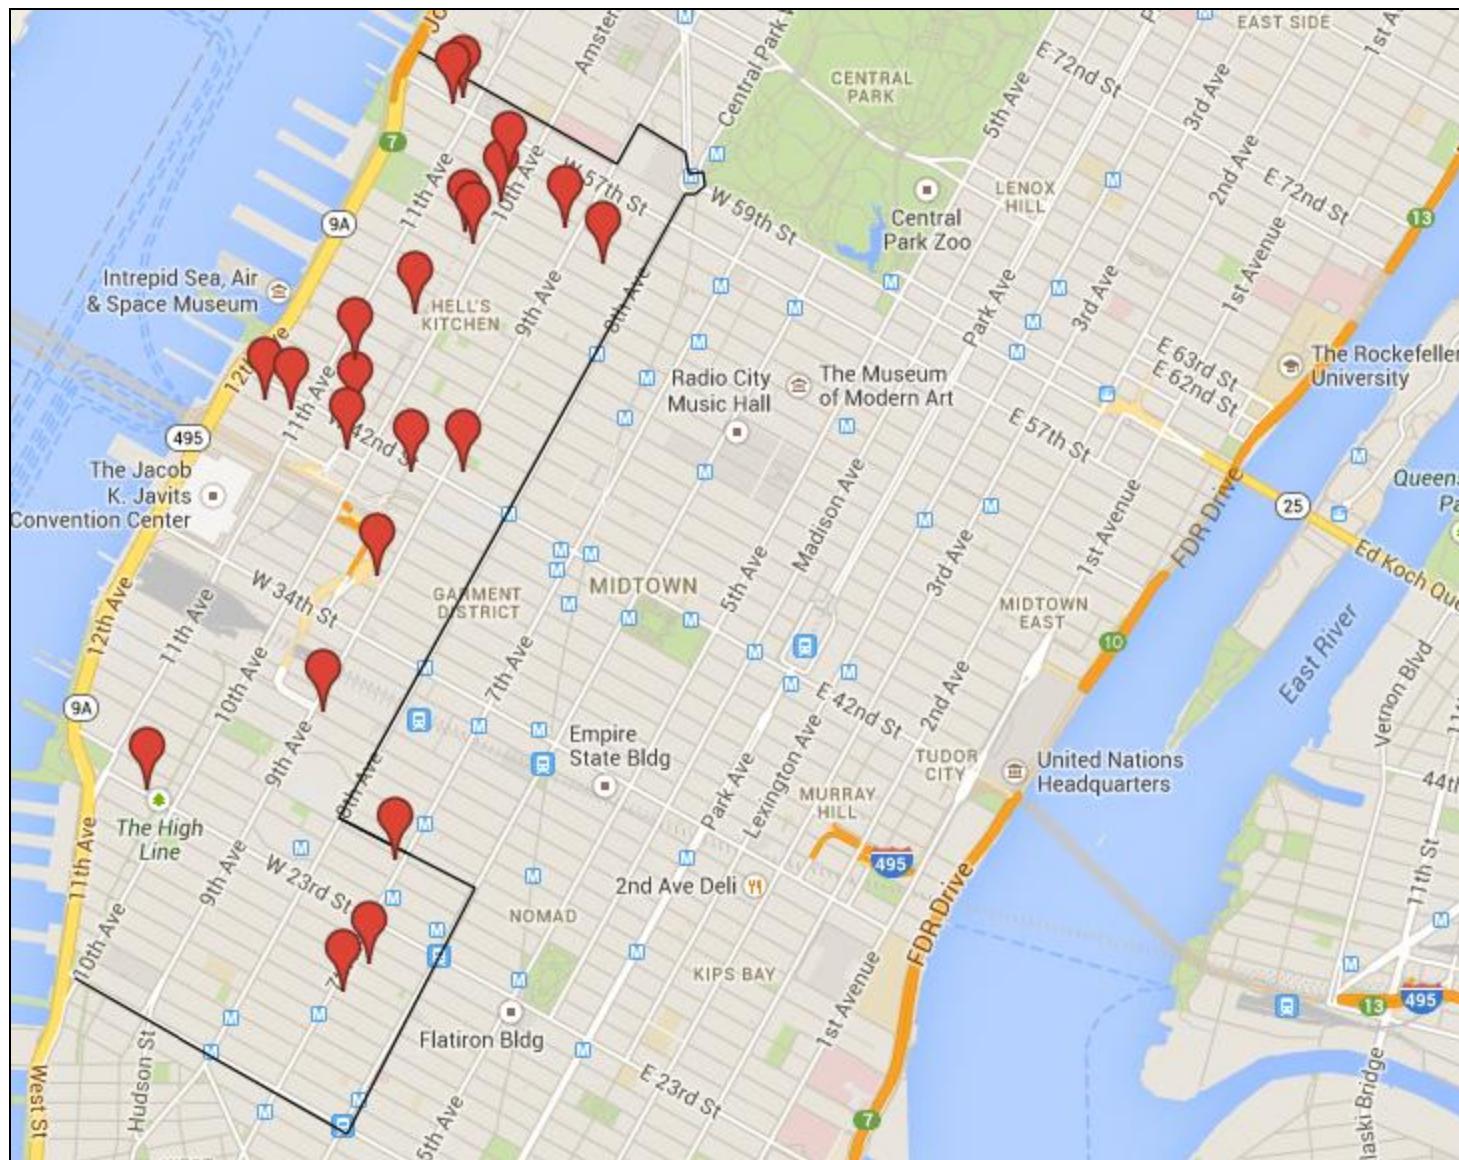 EAST SIDE
1st A
E 72nd St
CENTRAL
PARK
Central Park
Amster
5th Ave
3rd Ave
7
11th Ave
10th Ave
W 57th St
2nd Ave
E 72nd St
LENOX
HILL
9A
W 59th St
Central
Park Zoo
13
1st Avenue
Intrepid Sea, Air
& Space Museum
HELL'S
KITCHEN
9th Ave
8th Ave
Park Ave
3rd Ave
12th Ave
E 63rd St
E 62nd St
The Rockefeller
University
Radio City
Music Hall
The Museum
of Modern Art
11th Ave
W 42nd St
E 57th St
495
The Jacob
K. Javits
Convention Center
Madison Ave
1st Avenue
FDR Drive
Queens
Pa
25
Ed Koch Que
W 34th St
12th Ave
11th Ave
GARMENT
DISTRICT
MIDTOWN
5th Ave
3rd Ave
MIDTOWN
EAST
10
East River
Vernon Blvd
11
10th Ave
7th Ave
E 42nd St
2nd Ave
9A
9th Ave
8th Ave
Empire
State Bldg
Park Ave
Lexington Ave
TUDOR
CITY
United Nations
Headquarters
MURRAY
HILL
44th
The High
Line
11th Ave
9th Ave
W 23rd St
2nd Ave Deli
495
FDR Drive
11th St
NOMAD
10th Ave
7t
KIPS BAY
1st Avenue
13
495
Flatiron Bldg
Hudson St
West St
E 23rd St
5th Ave
7
laski Bridge